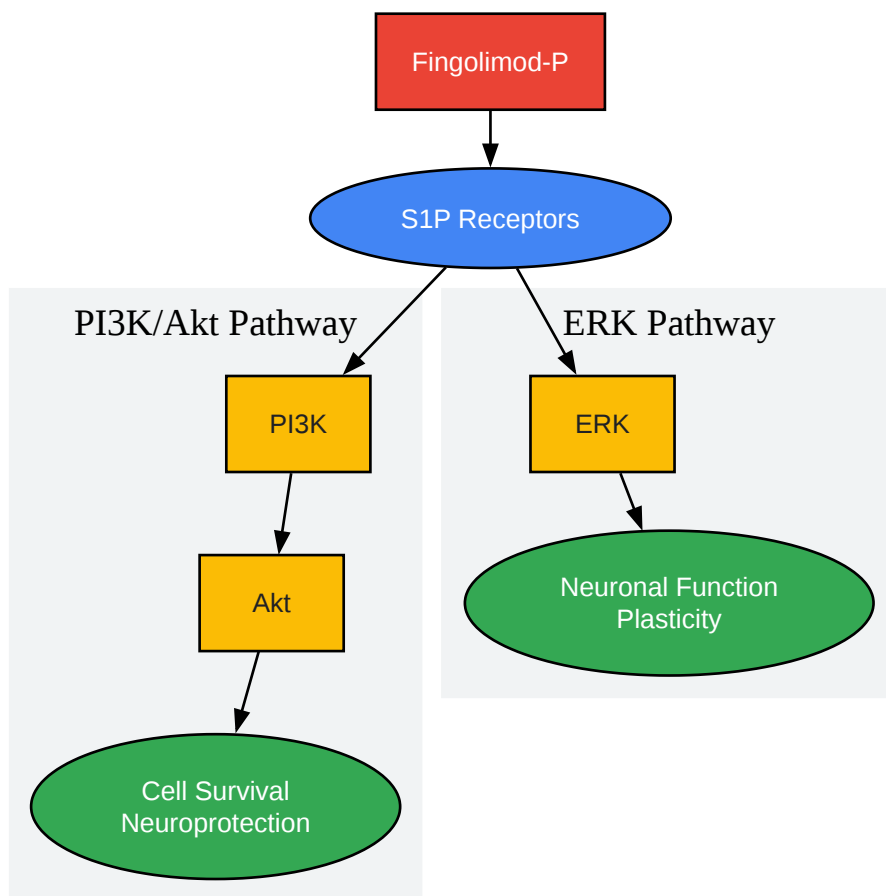 Fingolimod-P
S1P Receptors
PI3K/Akt Pathway
PI3K
Akt
Cell Survival
Neuroprotection
ERK Pathway
ERK
Neuronal Function
Plasticity